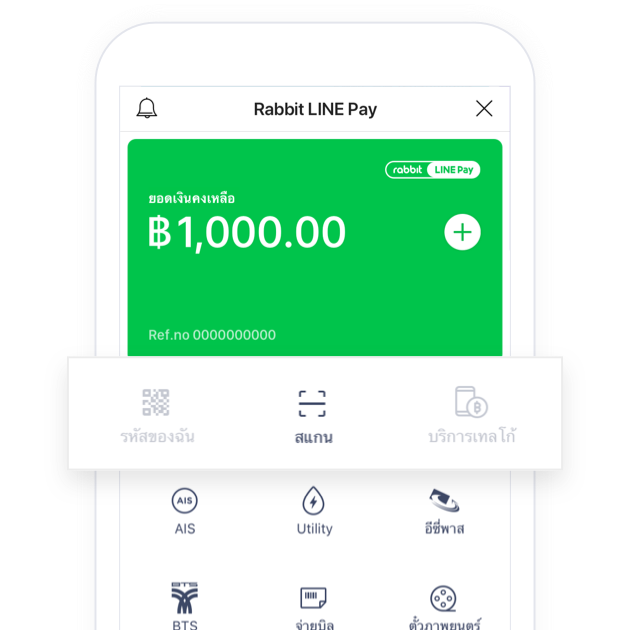 Rabbit LINE Pay
rabbit LINE Pay
ยอดเงินคงเหลือ
฿1,000.00
Ref.no 0000000000
รหัสของฉัน
สแกน
บริการเทลโก้
AIS
AIS
Utility
อีซี่พาส
BTS
BTS
จ่ายบิล
ตั๋วภาพยนตร์